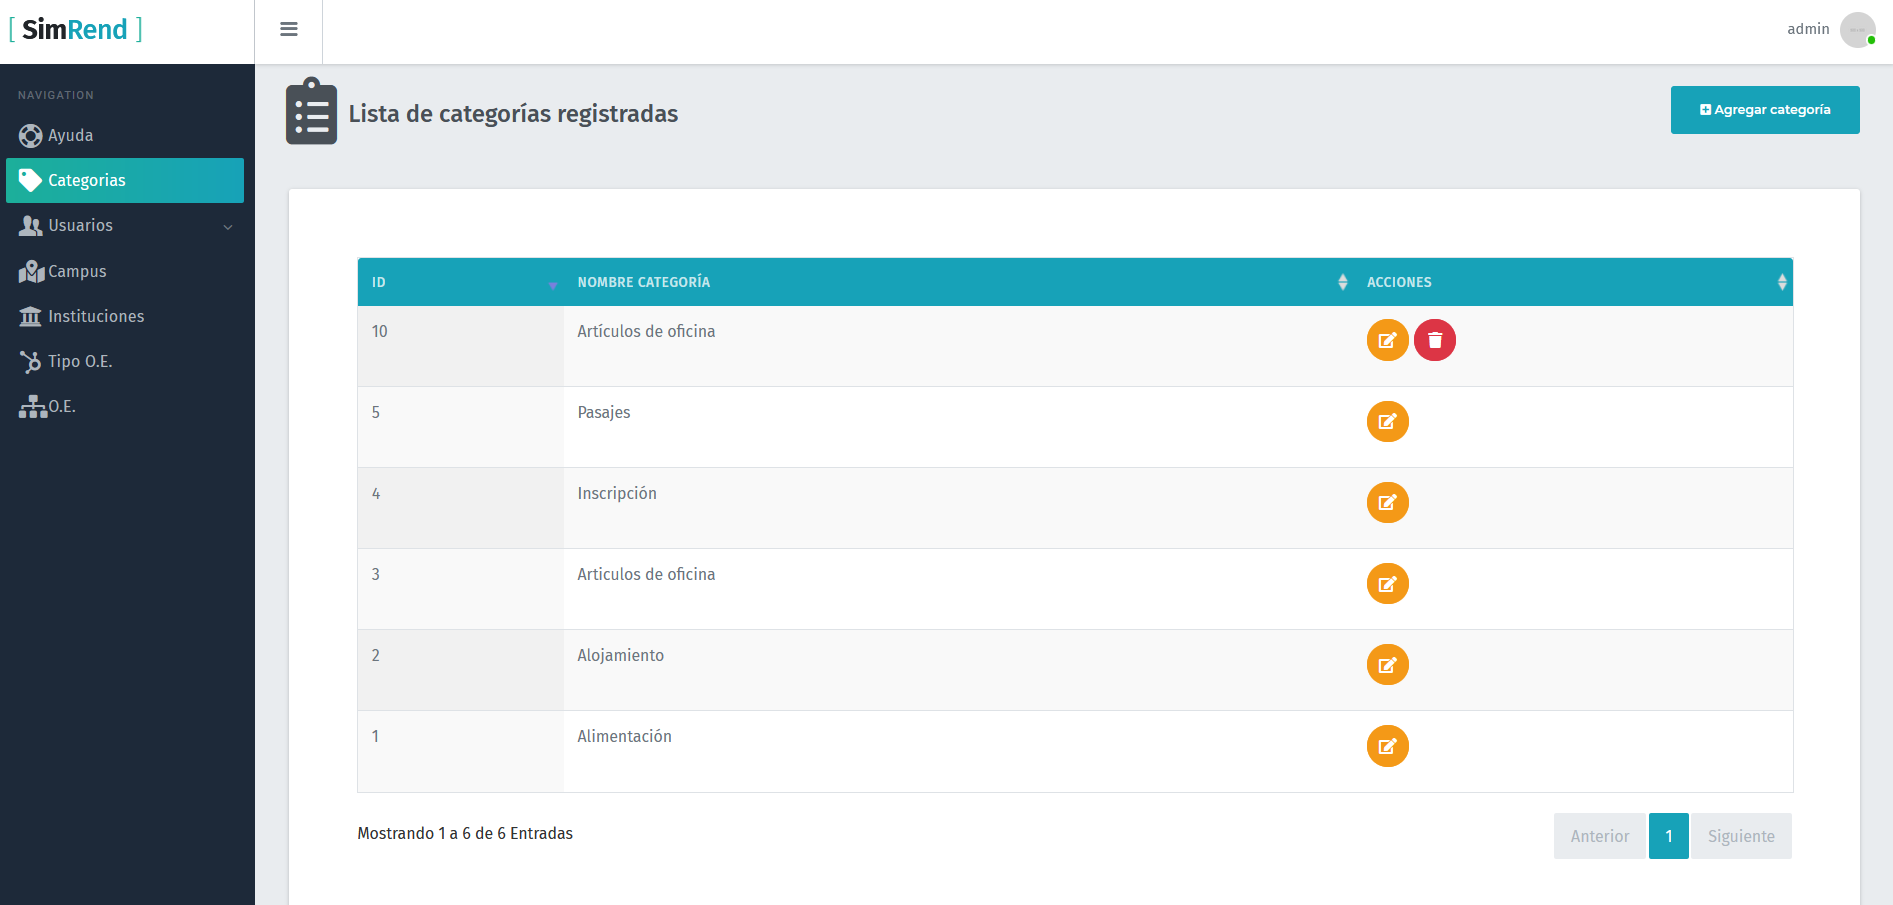 [ SimRend ]
admin
NAVIGATION
Ayuda
Categorias
Usuarios
Campus
Instituciones
Tipo O.E.
O.E.
Lista de categorías registradas
Agregar categoría
ID NOMBRE CATEGORÍA ACCIONES
10 Artículos de oficina
5 Pasajes
4 Inscripción
3 Articulos de oficina
2 Alojamiento
1 Alimentación
Mostrando 1 a 6 de 6 Entradas
Anterior 1 Siguiente